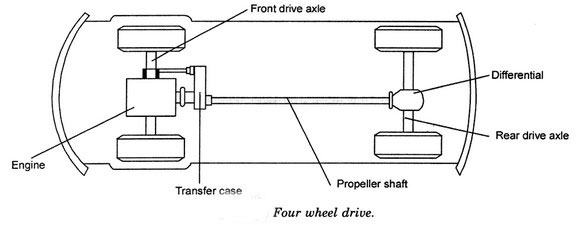 Front drive axle
Differential
Rear drive axle
Engine
Transfer case
Propeller shaft
Four wheel drive.